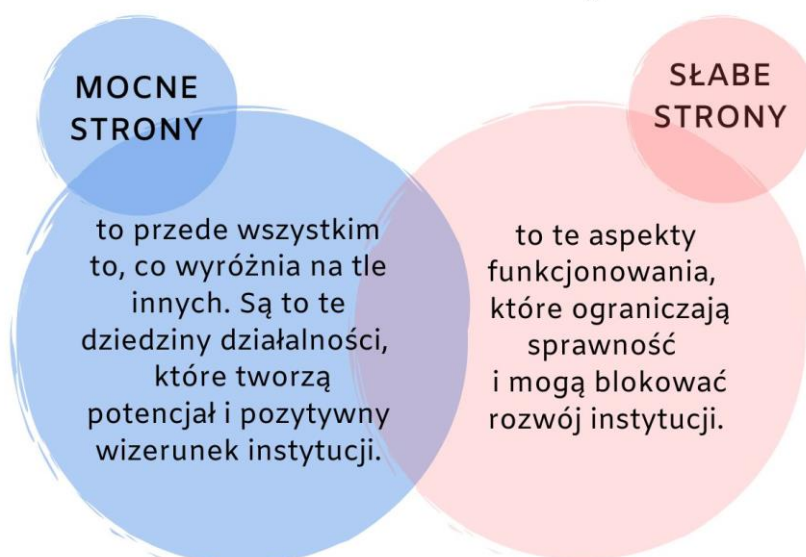 MOCNE
STRONY
to przede wszystkim
to, co wyróżnia na tle
innych. Są to te
dziedziny działalności,
które tworzą
potencjał i pozytywny
wizerunek instytucji.
SŁABE
STRONY
to te aspekty
funkcjonowania,
które ograniczają
sprawność
i mogą blokować
rozwój instytucji.